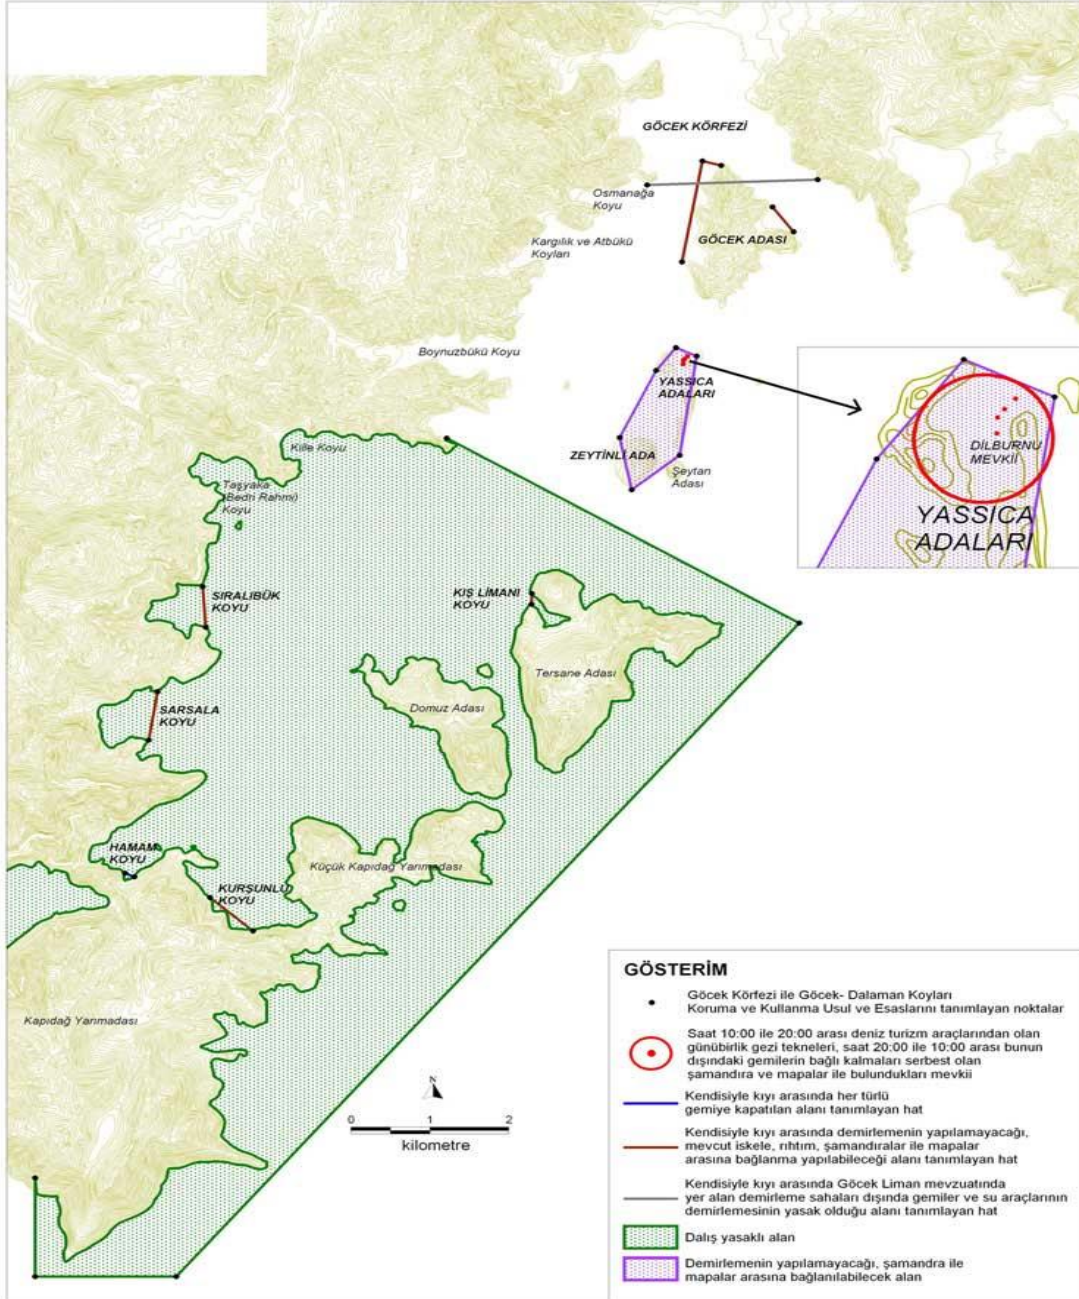 GÖCEK KÖRFEZİ
Osmanağa
Koyu
Kargılık ve Atbükü
Koyları
GÖCEK ADASI
Boynuzbükü Koyu
YASSICA
ADALARI
ZEYTİNLİ ADA
Şeytan
Adası
DİLBURNU
MEVKİİ
YASSICA
ADALARI
Kille Koyu
Taşyaka
(Bedri Rahmi)
Koyu
SIRALIBÜK
KOYU
KIŞ LİMANI
KOYU
Tersane Adası
Domuz Adası
SARSALA
KOYU
HAMAM
KOYU
Küçük Kapıdağ Yarımadası
KURŞUNLU
KOYU
Kapıdağ Yarımadası
N
0 1 2
kilometre
GÖSTERİM
Göcek Körfezi ile Göcek- Dalaman Koyları
Koruma ve Kullanma Usul ve Esaslarını tanımlayan noktalar
Saat 10:00 ile 20:00 arası deniz turizm araçlarından olan
günübirlik gezi tekneleri, saat 20:00 ile 10:00 arası bunun
dışındaki gemilerin bağlı kalmaları serbest olan
şamandıra ve mapalar ile bulundukları mevkii
Kendisiyle kıyı arasında her türlü
gemiye kapatılan alanı tanımlayan hat
Kendisiyle kıyı arasında demirlemenin yapılamayacağı,
mevcut iskele, rıhtım, şamandıralar ile mapalar
arasına bağlanma yapılabileceği alanı tanımlayan hat
Kendisiyle kıyı arasında Göcek Liman mevzuatında
yer alan demirleme sahaları dışında gemiler ve su araçlarının
demirlemesinin yasak olduğu alanı tanımlayan hat
Dalış yasaklı alan
Demirlemenin yapılamayacağı, şamandra ile
mapalar arasına bağlanılabilecek alan